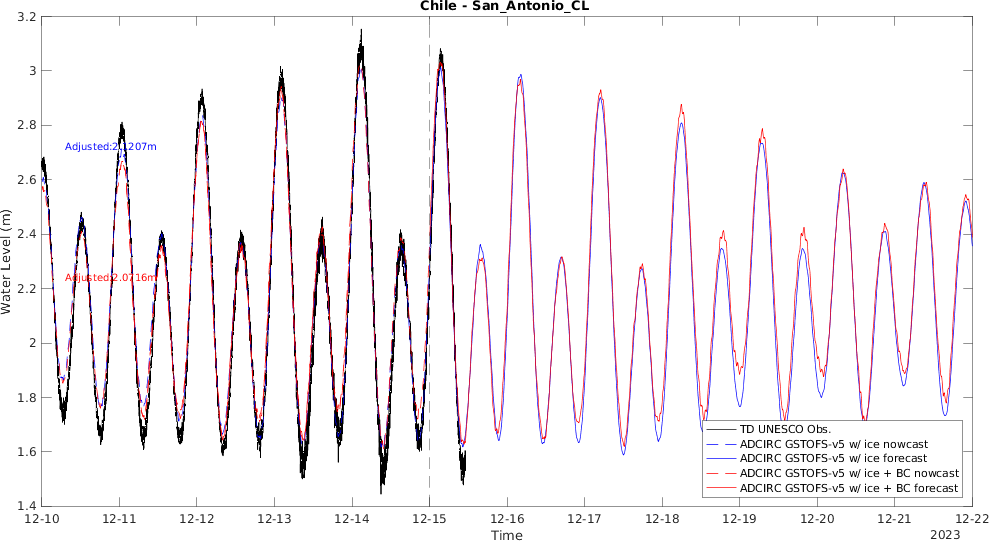 Chile - San_Antonio_CL
Water Level (m)
3.2
3
2.8
2.6
2.4
2.2
2
1.8
1.6
1.4
Adjusted:2.1207m
Adjusted:2.0716m
TD UNESCO Obs.
ADCIRC GSTOFS-v5 w/ ice nowcast
ADCIRC GSTOFS-v5 w/ ice forecast
ADCIRC GSTOFS-v5 w/ ice + BC nowcast
ADCIRC GSTOFS-v5 w/ ice + BC forecast
12-10 12-11 12-12 12-13 12-14 12-15 12-16 12-17 12-18 12-19 12-20 12-21 12-22
Time
2023